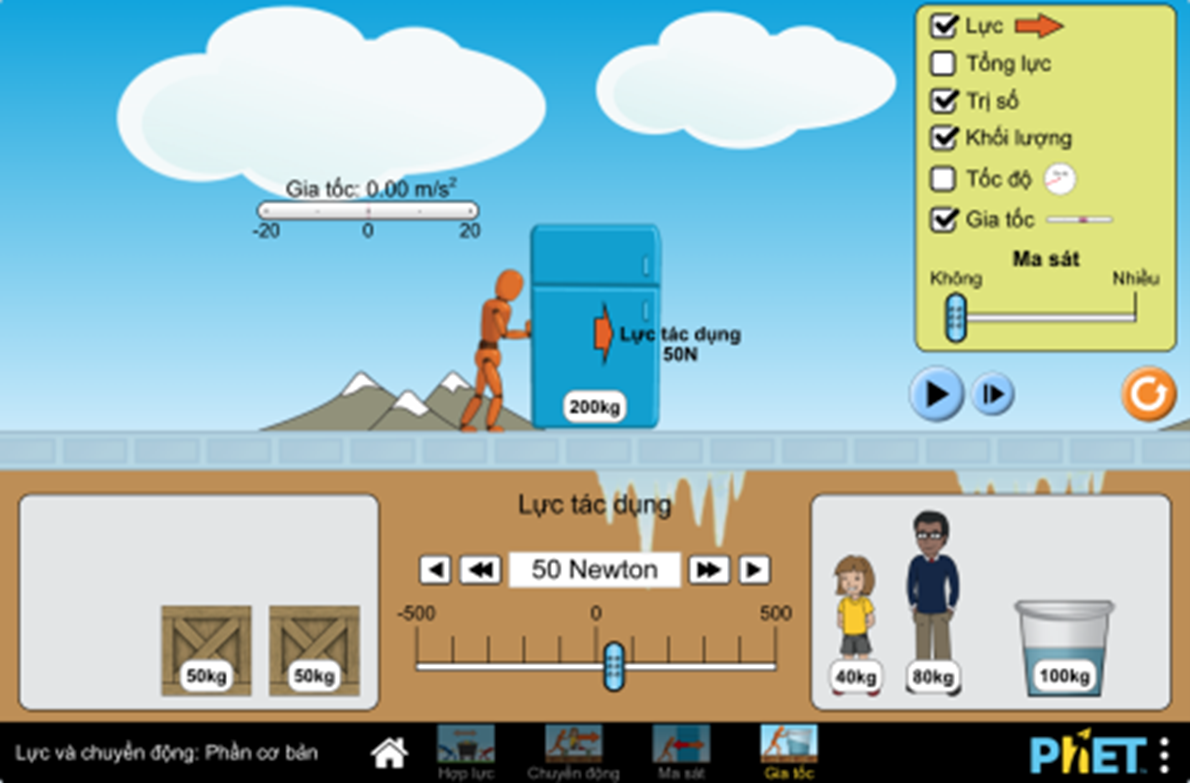 Lực
Tổng lực
Trị số
Khối lượng
Tốc độ
Gia tốc
Ma sát
Không
Nhiều
Gia tốc: 0.00 m/s²
-20
0
20
Lực tác dụng
50N
200kg
Lực tác dụng
50 Newton
-500
0
500
50kg
50kg
40kg
80kg
100kg
Lực và chuyển động: Phần cơ bản
Hợp lực
Chuyển động
Ma sát
Gia tốc
PhET